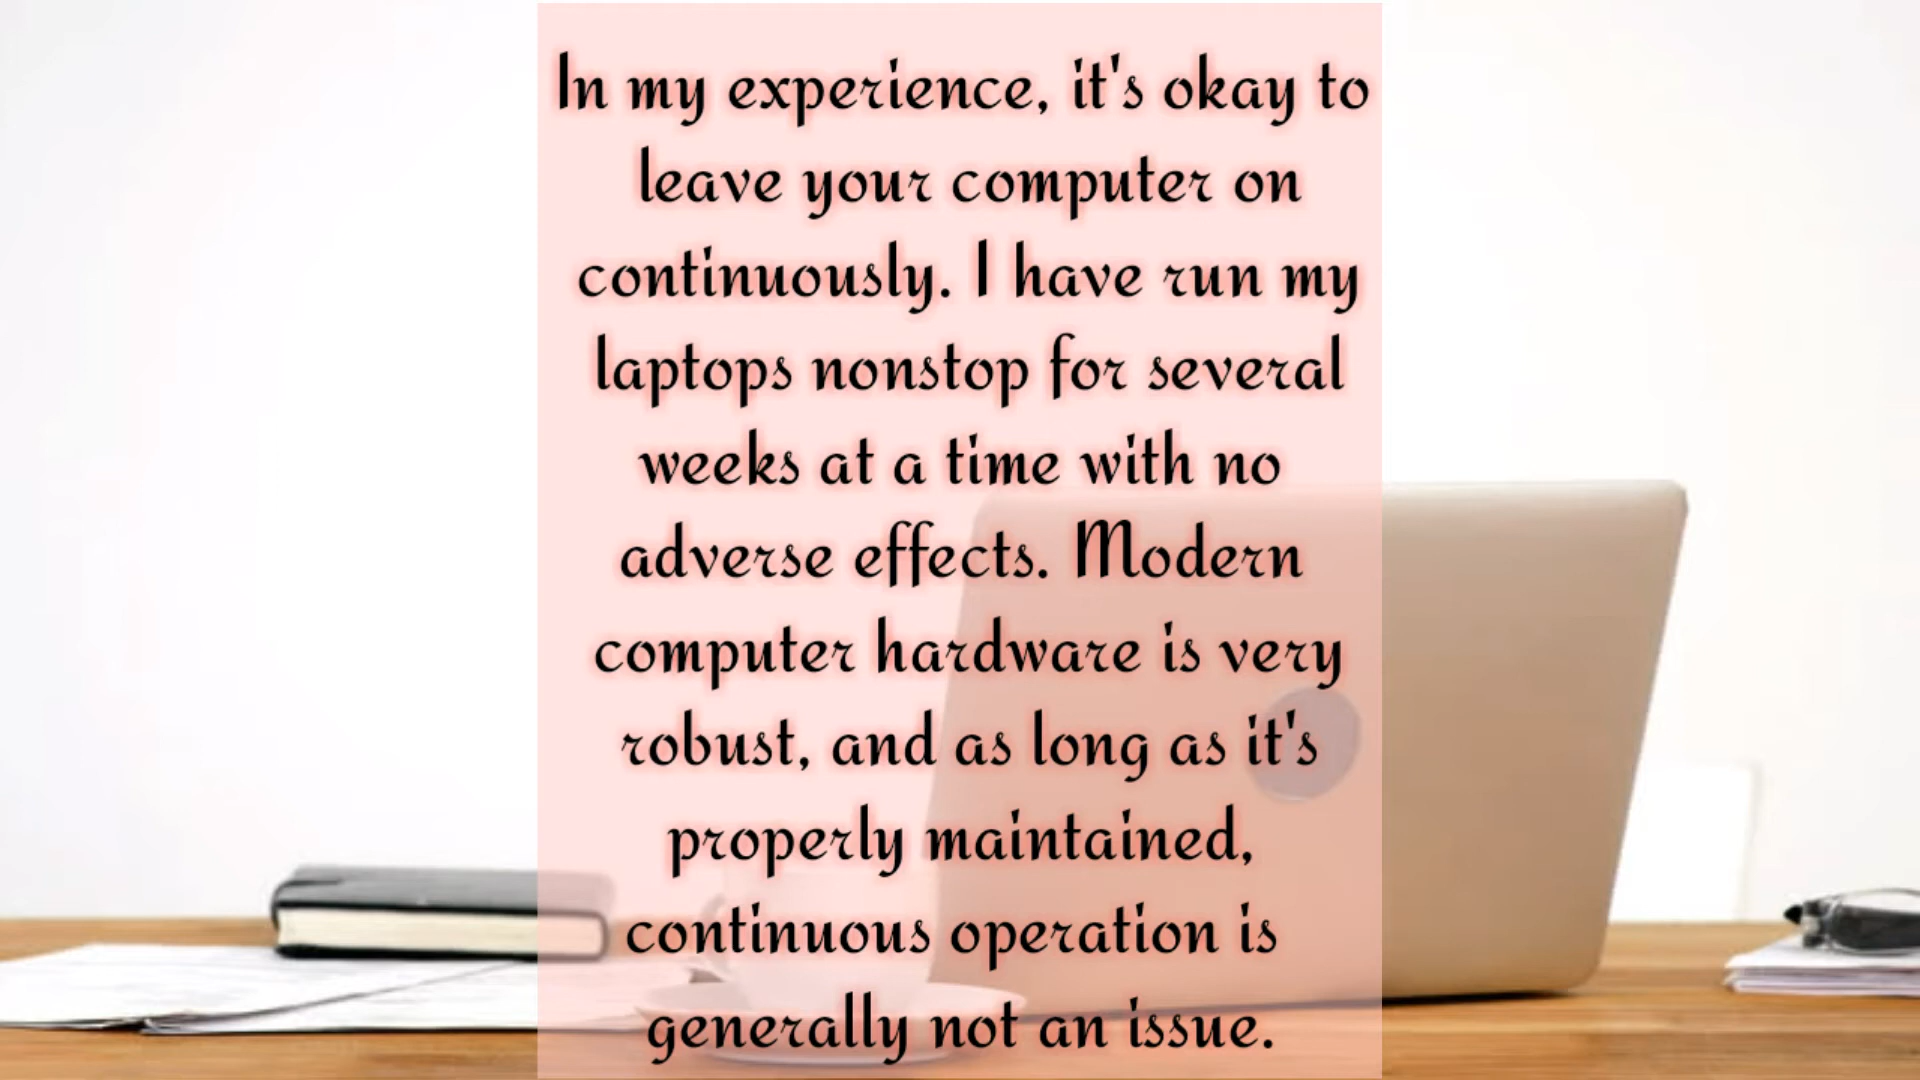 In my experience, it's okay to
leave your computer on
continuously. I have run my
laptops nonstop for several
weeks at a time with no
adverse effects. Modern
computer hardware is very
robust, and as long as it's
properly maintained,
continuous operation is
generally not an issue.